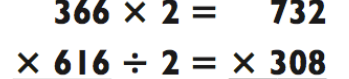 366 × 2 = 732
× 616 ÷ 2 = × 308